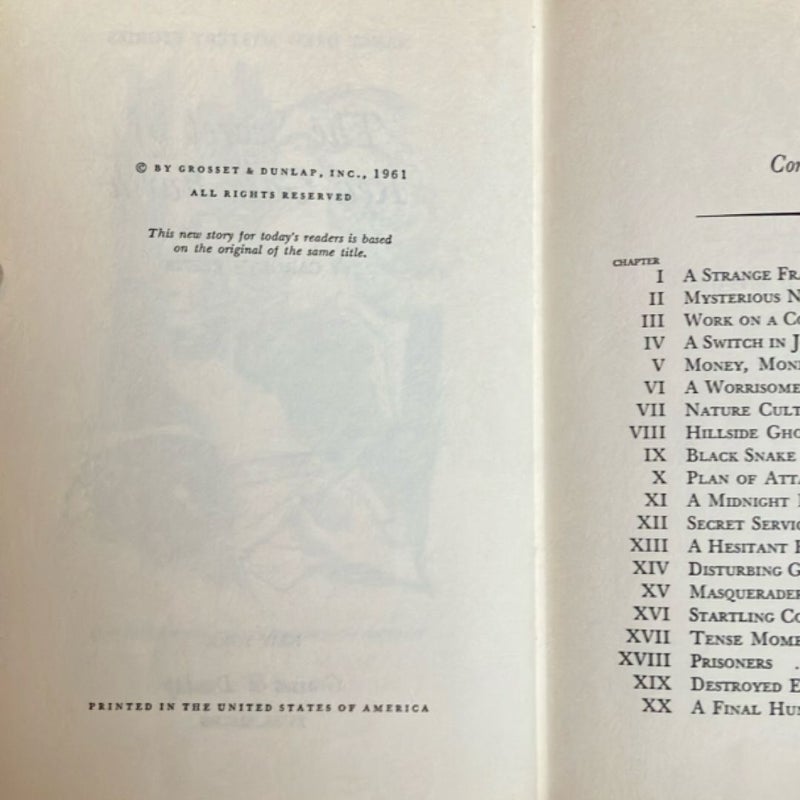 © BY GROSSET & DUNLAP, INC., 1961
ALL RIGHTS RESERVED
This new story for today's readers is based
on the original of the same title.
PRINTED IN THE UNITED STATES OF AMERICA
Con
CHAPTER
I A STRANGE FRA
II MYSTERIOUS N
III WORK ON A CO
IV A SWITCH IN J
V MONEY, MON
VI A WORRISOME
VII NATURE CULT
VIII HILLSIDE GHO
IX BLACK SNAKE
X PLAN OF ATTA
XI A MIDNIGHT
XII SECRET SERVIC
XIII A HESITANT
XIV DISTURBING G
XV MASQUERADER
XVI STARTLING CO
XVII TENSE MOME
XVIII PRISONERS .
XIX DESTROYED E
XX A FINAL HUN